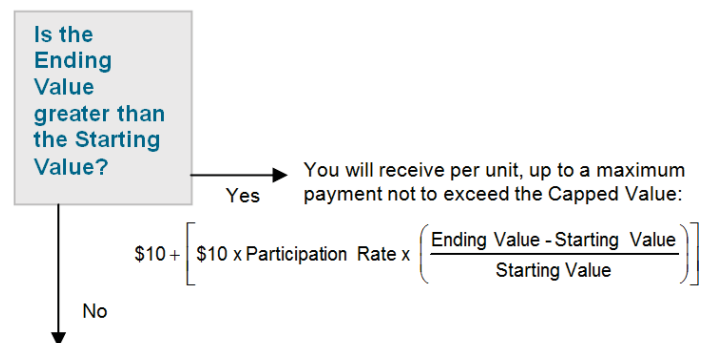 Is the
Ending
Value
greater than
the Starting
Value?
Yes
You will receive per unit, up to a maximum
payment not to exceed the Capped Value:
$10 + [ $10 x Participation Rate x ( Ending Value - Starting Value / Starting Value ) ]
No